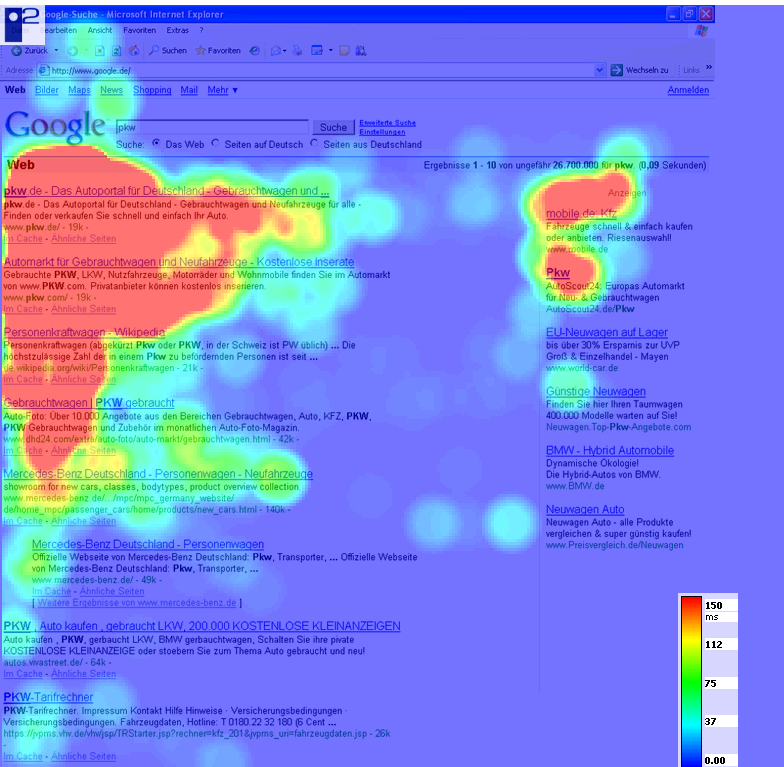 Google-Suche - Microsoft Internet Explorer
Bearbeiten Ansicht Favoriten Extras ?
Zurück Suchen Favoriten
Adresse http://www.google.de/ Wechseln zu Links »
Web Bilder Maps News Shopping Mail Mehr ▼ Anmelden
Google pkw Suche Erweiterte Suche
Einstellungen
Suche: Das Web Seiten auf Deutsch Seiten aus Deutschland
Web Ergebnisse 1 - 10 von ungefähr 26.700.000 für pkw. (0,09 Sekunden)
pkw.de - Das Autoportal für Deutschland - Gebrauchtwagen und ...
pkw.de - Das Autoportal für Deutschland - Gebrauchtwagen und Neufahrzeuge für alle -
Finden oder verkaufen Sie schnell und einfach Ihr Auto.
www.pkw.de/ - 19k -
Im Cache - Ähnliche Seiten
Automarkt für Gebrauchtwagen und Neufahrzeuge - Kostenlose Inserate
Gebrauchte PKW, LKW, Nutzfahrzeuge, Motorräder und Wohnmobile finden Sie im Automarkt
von www.PKW.com. Privatanbieter können kostenlos inserieren.
www.pkw.com/ - 19k -
Im Cache - Ähnliche Seiten
Personenkraftwagen - Wikipedia
Personenkraftwagen (abgekürzt Pkw oder PKW, in der Schweiz ist PW üblich) ... Die
höchstzulässige Zahl der in einem Pkw zu befördernden Personen ist seit ...
de.wikipedia.org/wiki/Personenkraftwagen - 21k -
Im Cache - Ähnliche Seiten
Gebrauchtwagen | PKW gebraucht
Auto-Foto: Über 10.000 Angebote aus den Bereichen Gebrauchtwagen, Auto, KFZ, PKW,
PKW Gebrauchtwagen und Zubehör im monatlichen Auto-Foto-Magazin.
www.dhd24.com/extra/auto-foto/auto-markt/gebrauchtwagen.html - 42k -
Im Cache - Ähnliche Seiten
Mercedes-Benz Deutschland - Personenwagen - Neufahrzeuge
showroom for new cars, classes, bodytypes, product overview collection
www.mercedes-benz.de/.../mpc/mpc_germany_website/
de/home_mpc/passenger_cars/home/products/new_cars.html - 140k -
Im Cache - Ähnliche Seiten
Mercedes-Benz Deutschland - Personenwagen
Offizielle Webseite von Mercedes-Benz Deutschland: Pkw, Transporter, ... Offizielle Webseite
von Mercedes-Benz Deutschland: Pkw, Transporter, ...
www.mercedes-benz.de/ - 49k -
Im Cache - Ähnliche Seiten
[ Weitere Ergebnisse von www.mercedes-benz.de ]
PKW , Auto kaufen , gebraucht LKW, 200.000 KOSTENLOSE KLEINANZEIGEN
Auto kaufen , PKW, gerbaucht LKW, BMW gerbauchtwagen, Schalten Sie ihre pivate
KOSTENLOSE KLEINANZEIGE oder stoebern Sie zum Thema Auto gebraucht und neu!
autos.vivastreet.de/ - 64k -
Im Cache - Ähnliche Seiten
PKW-Tarifrechner
PKW-Tarifrechner. Impressum Kontakt Hilfe Hinweise · Versicherungsbedingungen ·
Versicherungsbedingungen. Fahrzeugdaten, Hotline: T 0180.22 32 180 (6 Cent ...
https://jvpms.vhv.de/vhwjsp/TRStarter.jsp?rechner=kfz_201&jvpms_uri=fahrzeugdaten.jsp - 26k
-
Im Cache - Ähnliche Seiten
Anzeigen
mobile.de: Kfz
Fahrzeuge schnell & einfach kaufen
oder anbieten. Riesenauswahl!
www.mobile.de
Pkw
AutoScout24: Europas Automarkt
für Neu- & Gebrauchtwagen
AutoScout24.de/Pkw
EU-Neuwagen auf Lager
bis über 30% Ersparnis zur UVP
Groß & Einzelhandel - Mayen
www.world-car.de
Günstige Neuwagen
Finden Sie hier Ihren Taumwagen
400.000 Modelle warten auf Sie!
Neuwagen.Top-Pkw-Angebote.com
BMW - Hybrid Automobile
Dynamische Ökologie!
Die Hybrid-Autos von BMW.
www.BMW.de
Neuwagen Auto
Neuwagen Auto - alle Produkte
vergleichen & super günstig kaufen!
www.Preisvergleich.de/Neuwagen
150
ms
112
75
37
0.00